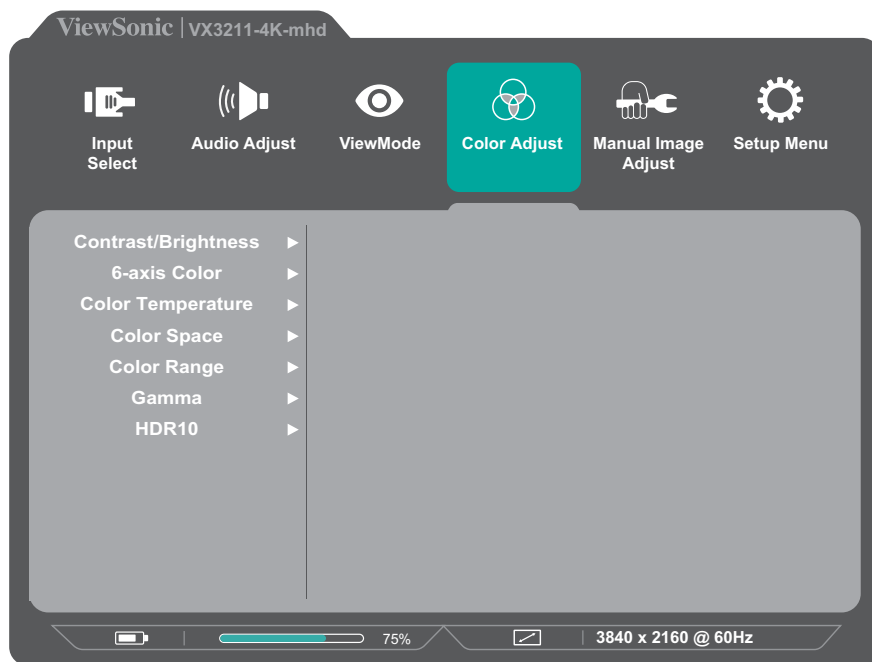 ViewSonic | VX3211-4K-mhd
Input
Select
Audio Adjust
ViewMode
Color Adjust
Manual Image
Adjust
Setup Menu
Contrast/Brightness
6-axis Color
Color Temperature
Color Space
Color Range
Gamma
HDR10
75%
3840 x 2160 @ 60Hz